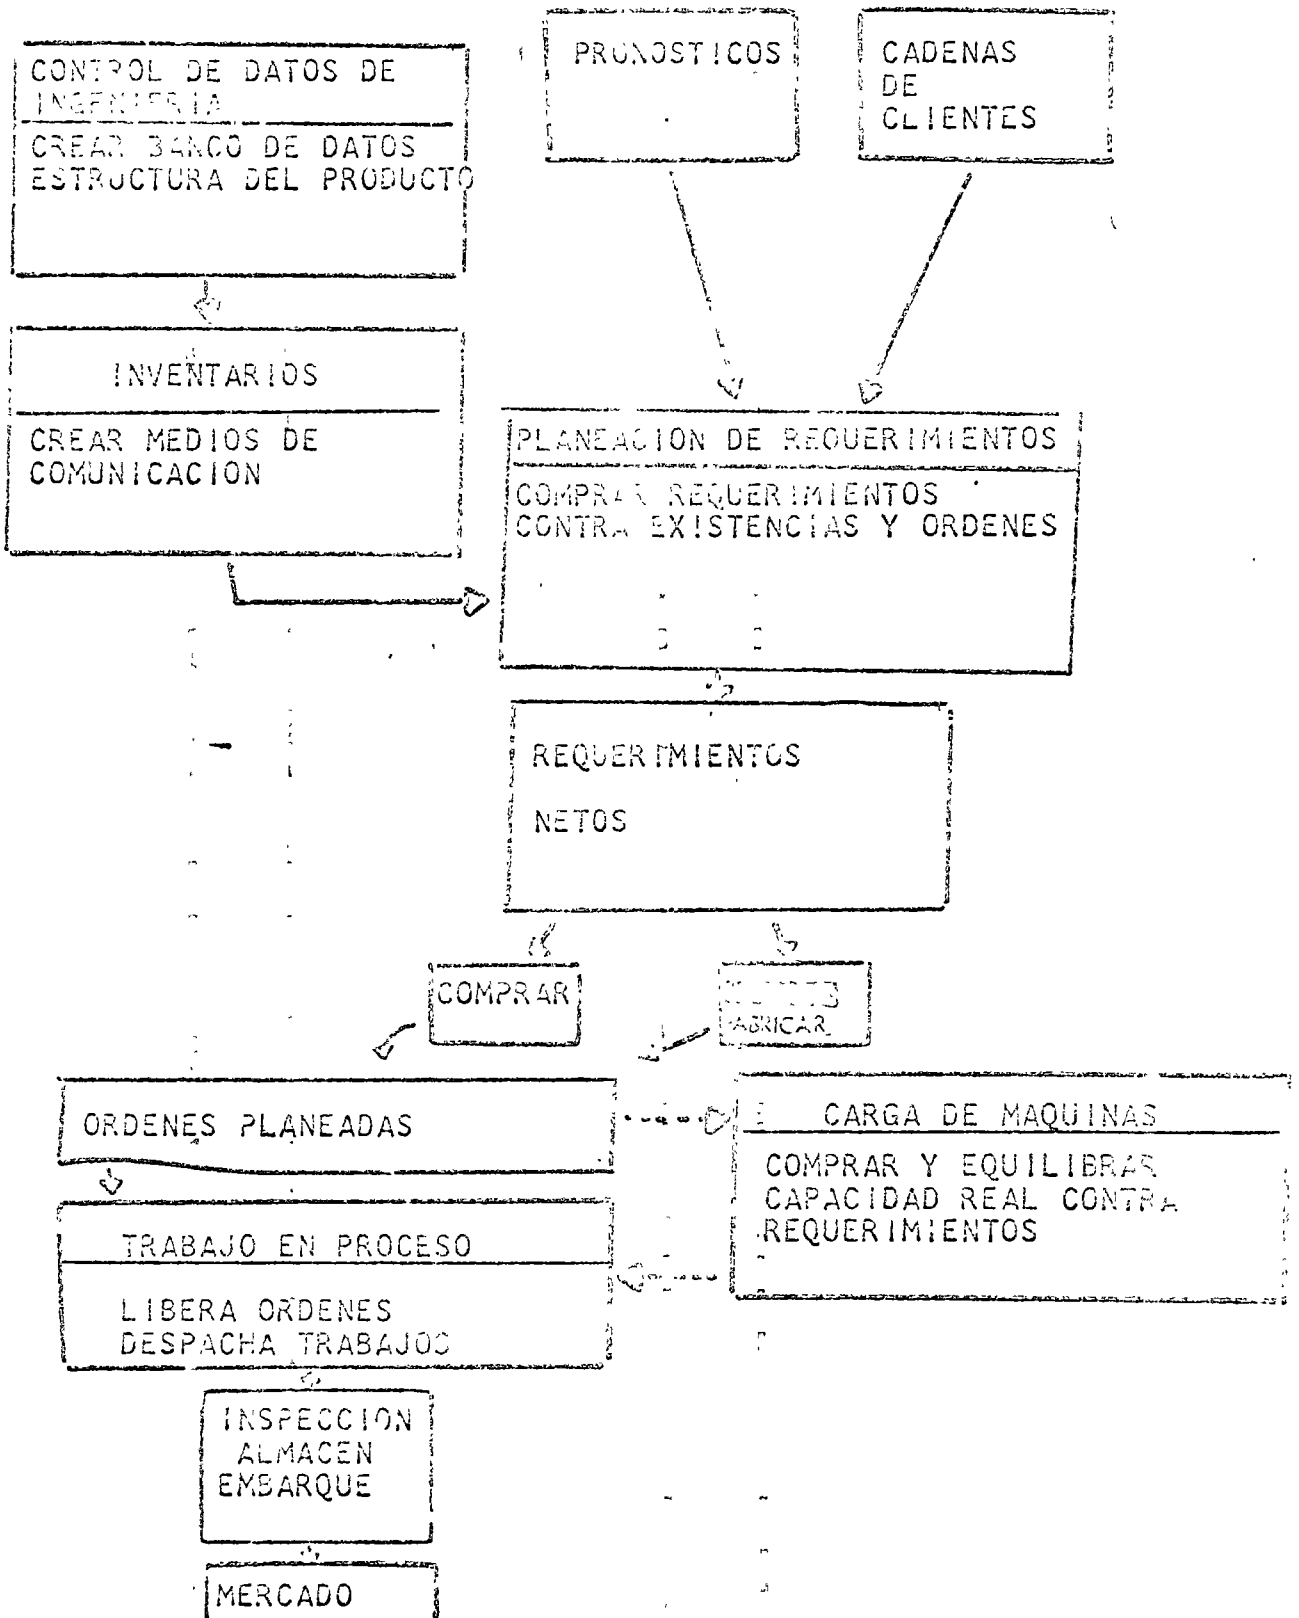 CONTROL DE DATOS DE
INGENIERIA
CREAR BANCO DE DATOS
ESTRUCTURA DEL PRODUCTO
PRONOSTICOS
CADENAS
DE
CLIENTES
INVENTARIOS
CREAR MEDIOS DE
COMUNICACION
PLANEACION DE REQUERIMIENTOS
COMPRAR REQUERIMIENTOS
CONTRA EXISTENCIAS Y ORDENES
REQUERIMIENTOS
NETOS
COMPRAR
FABRICAR
ORDENES PLANEADAS
CARGA DE MAQUINAS
COMPRAR Y EQUILIBRAR
CAPACIDAD REAL CONTRA
REQUERIMIENTOS
TRABAJO EN PROCESO
LIBERA ORDENES
DESPACHA TRABAJOS
INSPECCION
ALMACEN
EMBARQUE
MERCADO